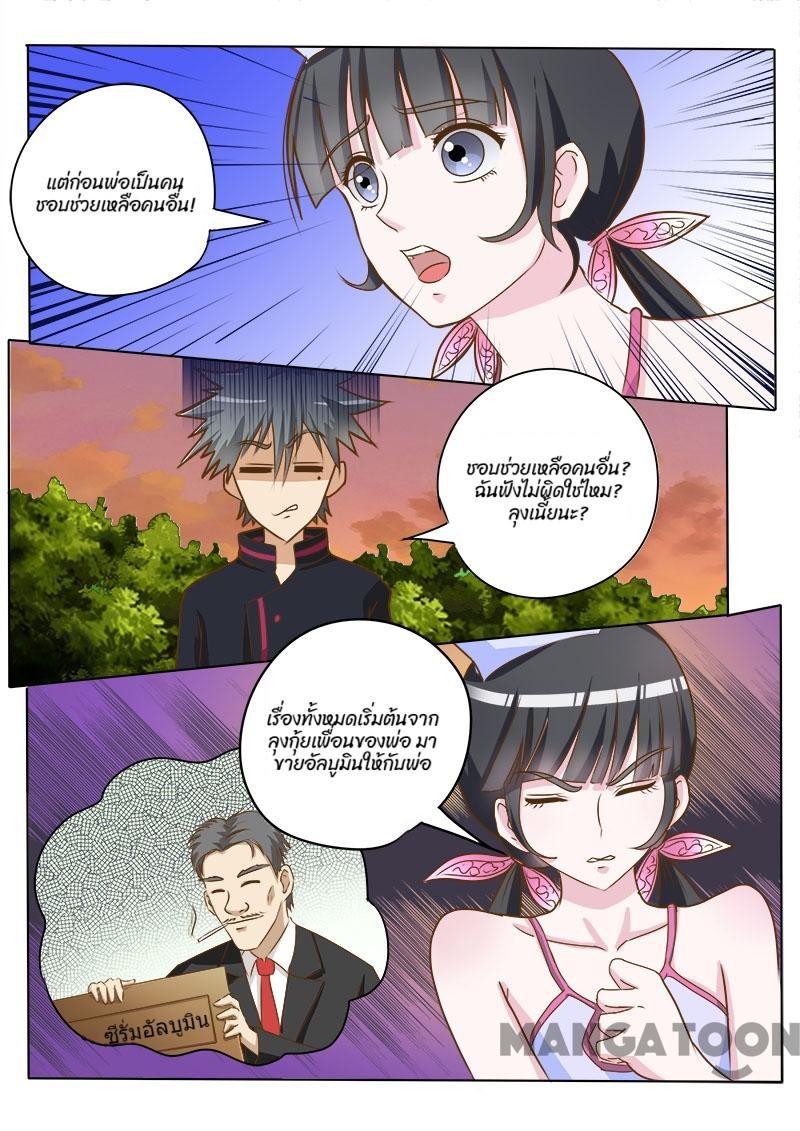 แต่ก่อนพ่อเป็นคน
ชอบช่วยเหลือคนอื่น!
ชอบช่วยเหลือคนอื่น?
ฉันฟังไม่ผิดใช่ไหม?
ลุงเนี่ยนะ?
เรื่องทั้งหมดเริ่มต้นจาก
ลุงกุ้ยเพื่อนของพ่อ มา
ขายอัลบูมินให้กับพ่อ
ซีรั่มอัลบูมิน
MANGATOON